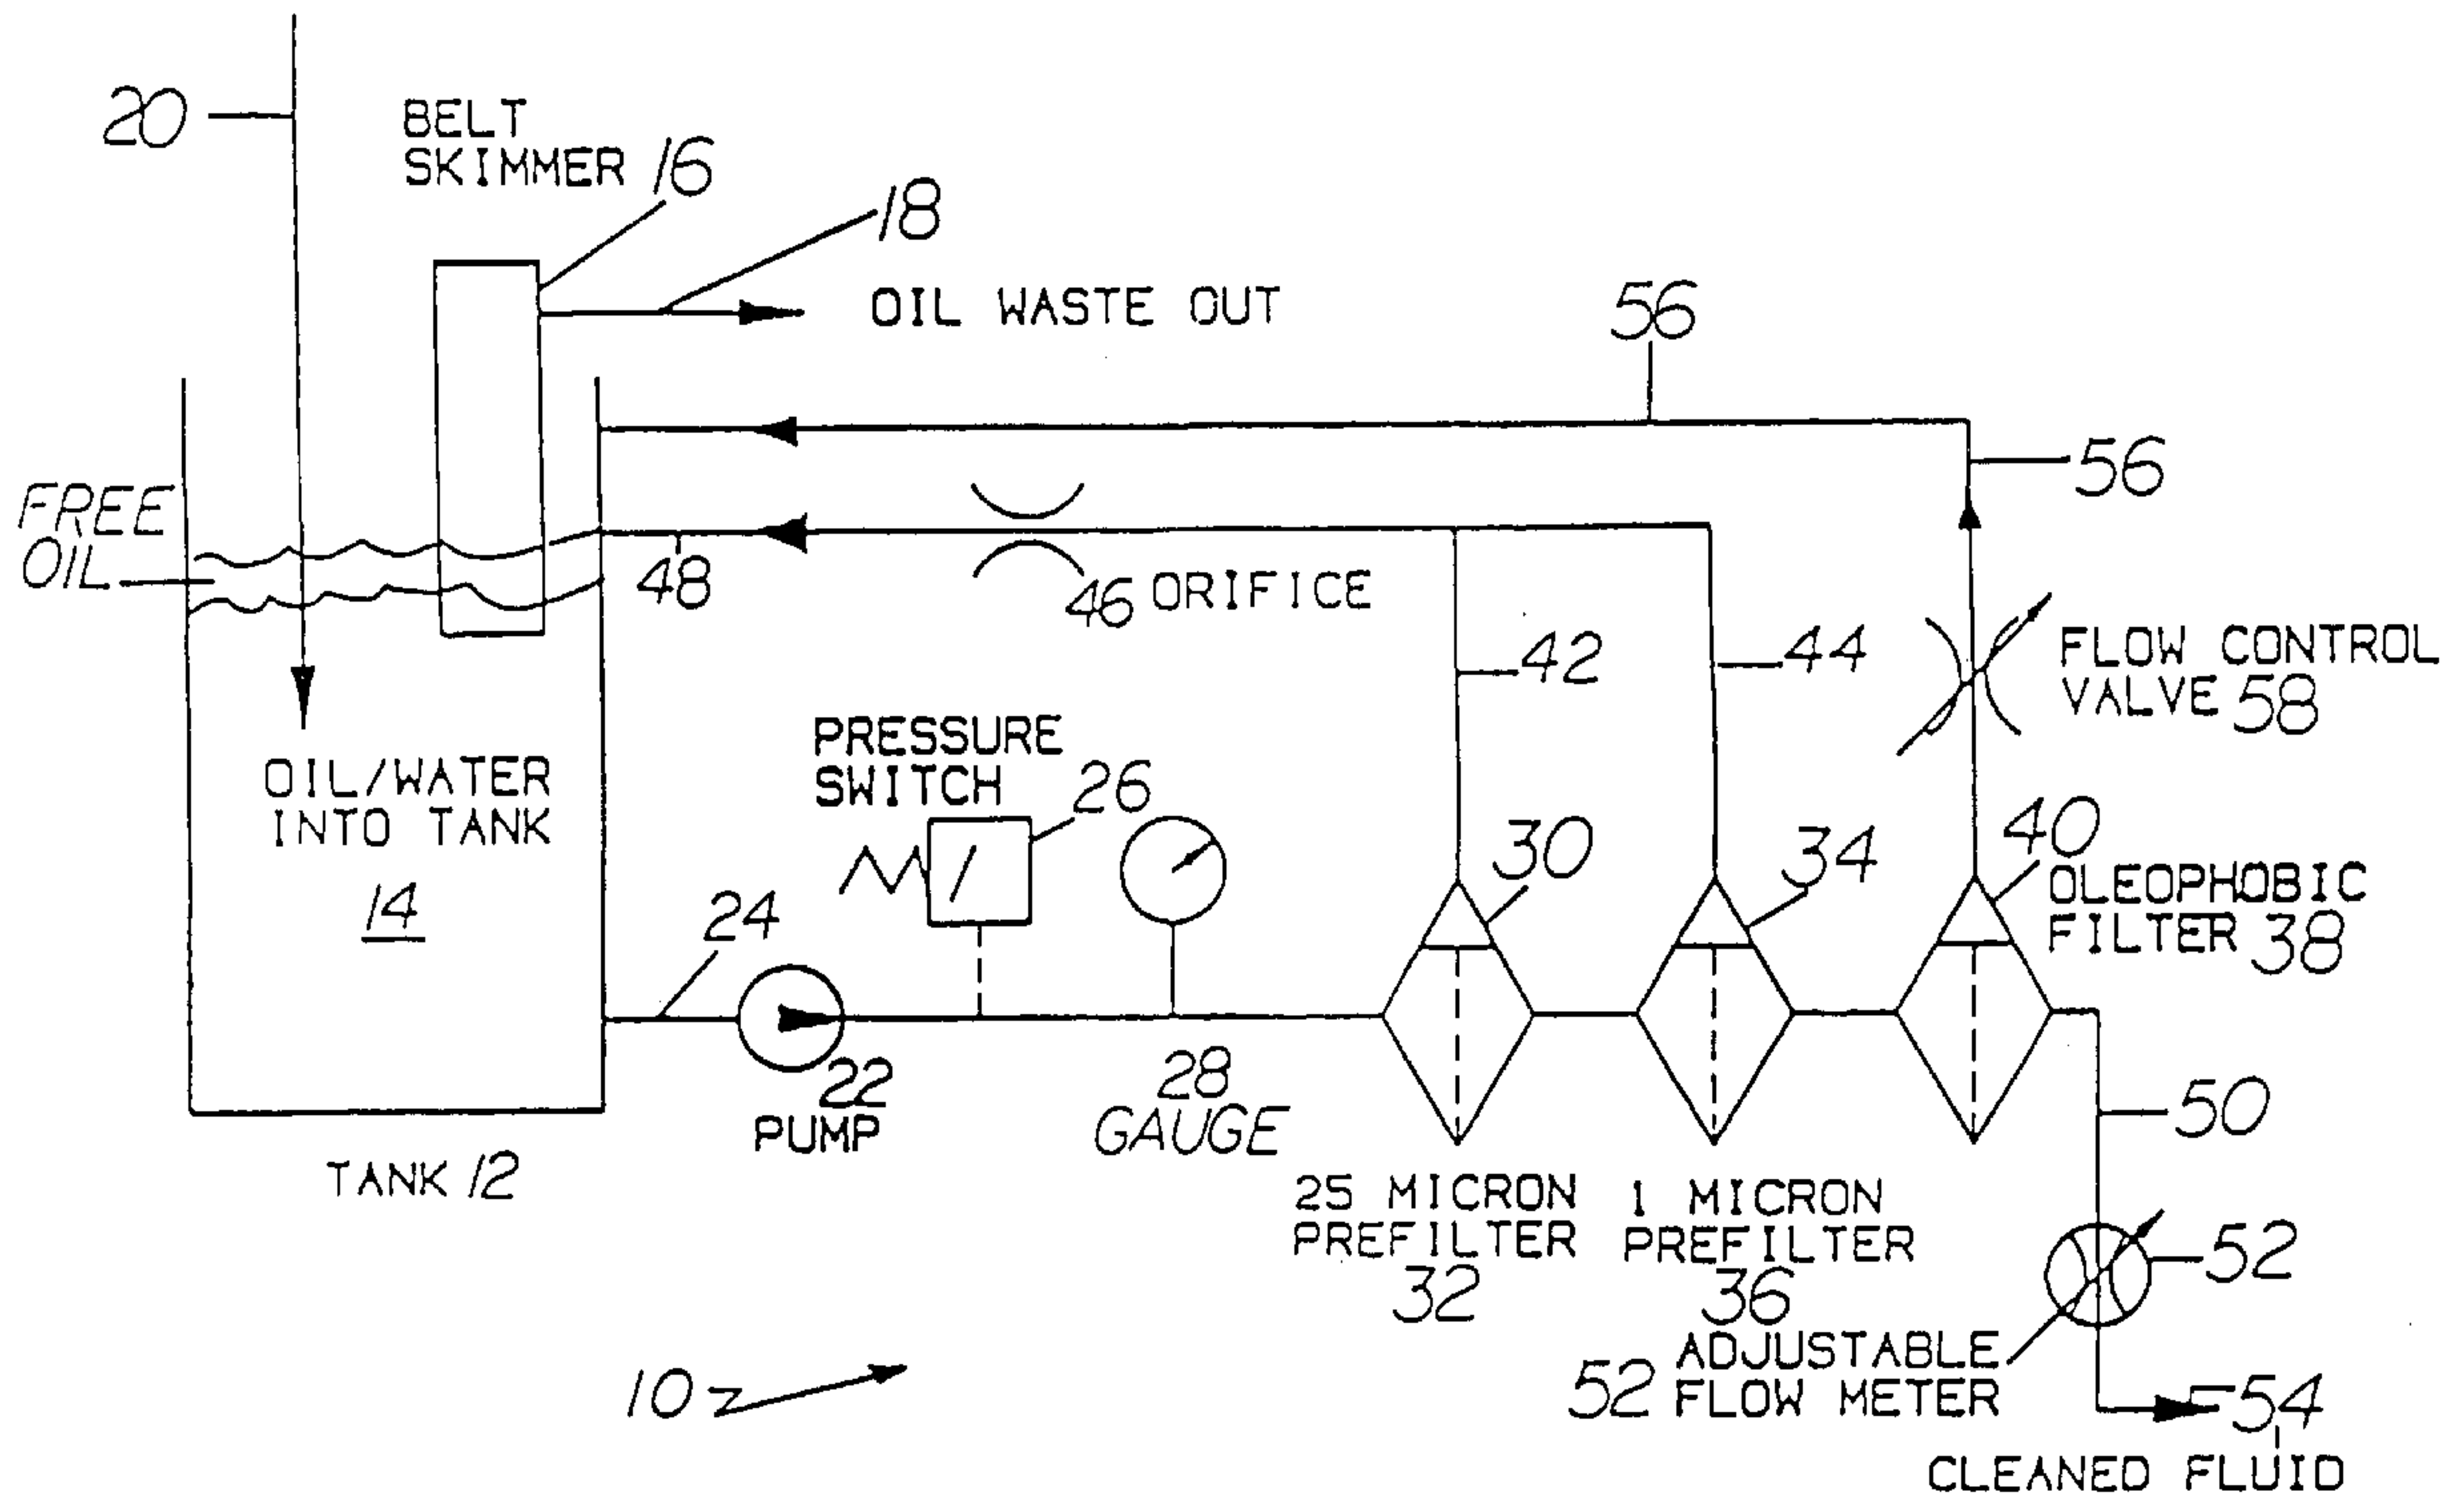 20
BELT
SKIMMER 16
18
OIL WASTE OUT
56
56
FREE
OIL
48
46 ORIFICE
42
44
FLOW CONTROL
VALVE 58
OIL/WATER
INTO TANK
14
PRESSURE
SWITCH
26
24
30
34
40
OLEOPHOBIC
FILTER 38
22
PUMP
28
GAUGE
50
TANK 12
25 MICRON
PREFILTER
32
1 MICRON
PREFILTER
36
52
52 ADJUSTABLE
FLOW METER
10
54
CLEANED FLUID